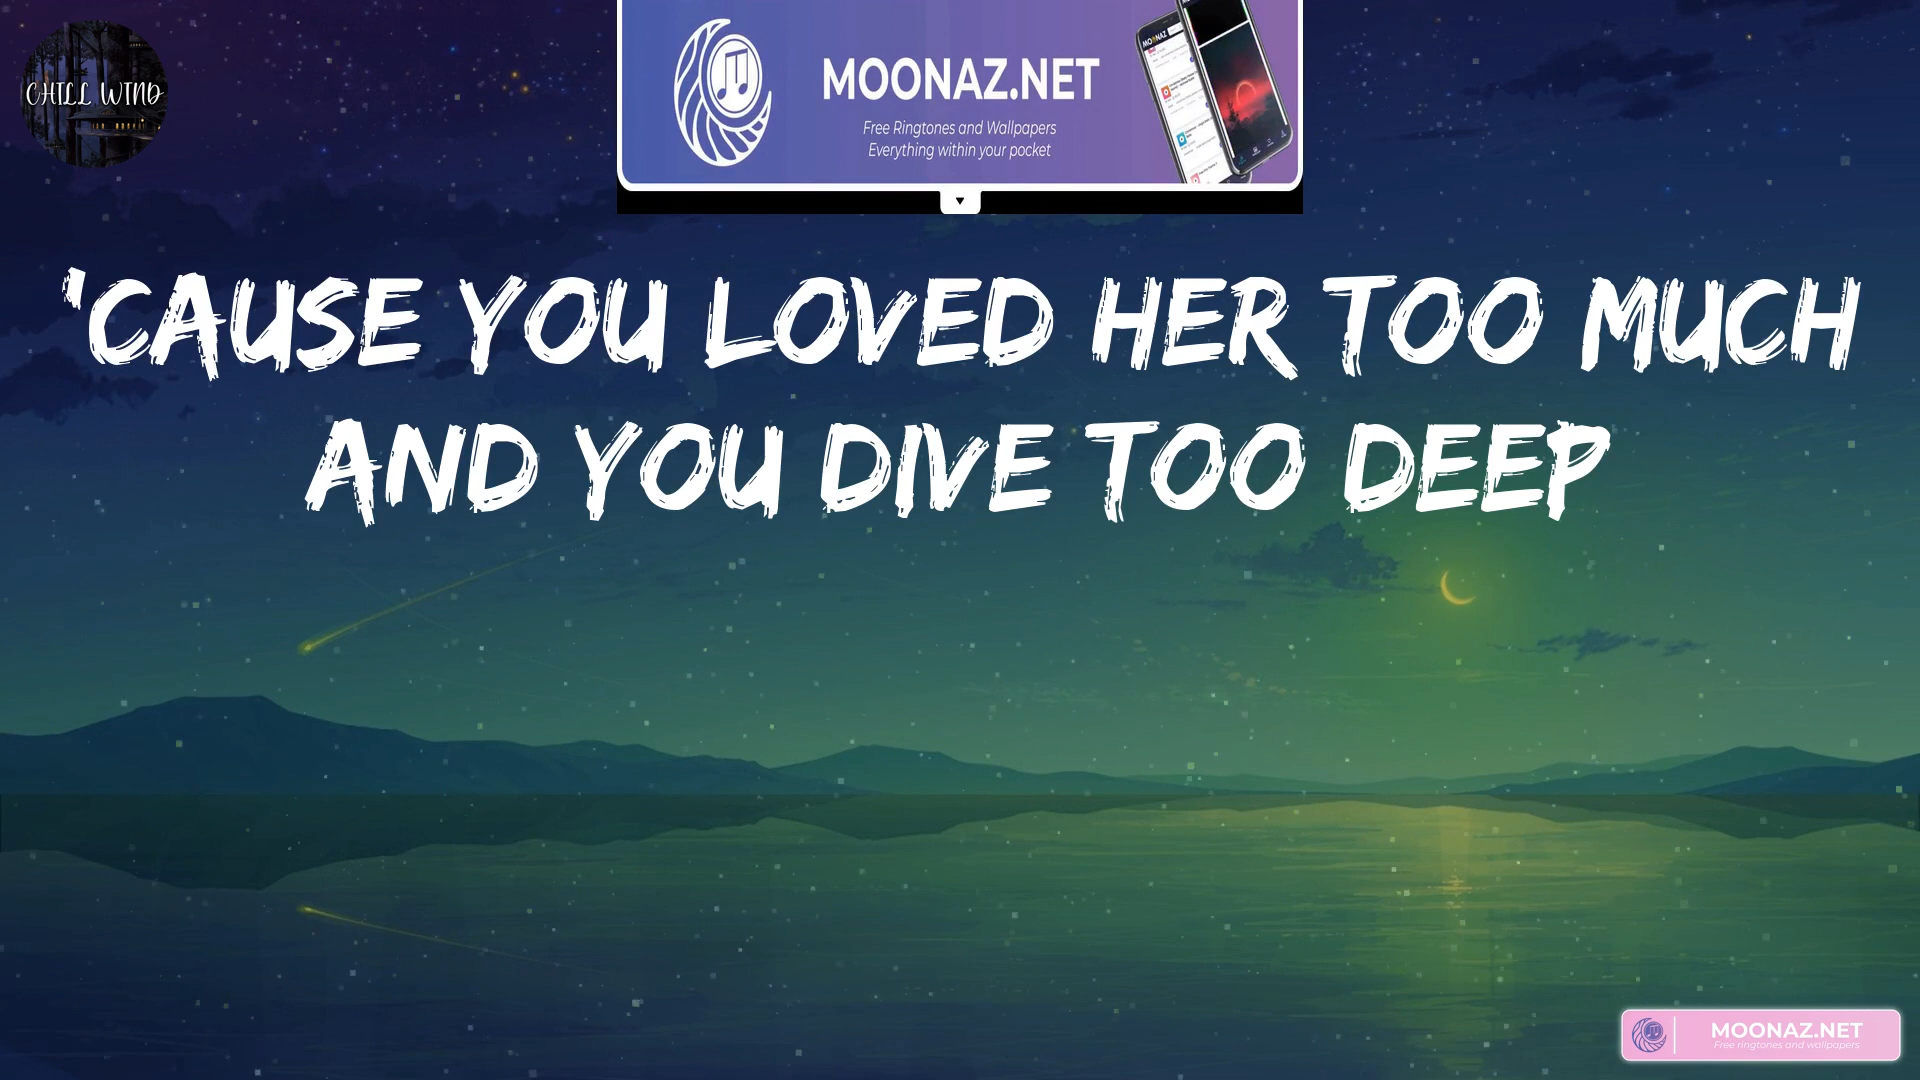 CHILL WIND
MOONAZ.NET
Free Ringtones and Wallpapers
Everything within your pocket
'CAUSE YOU LOVED HER TOO MUCH
AND YOU DIVE TOO DEEP
MOONAZ.NET
Free ringtones and wallpapers